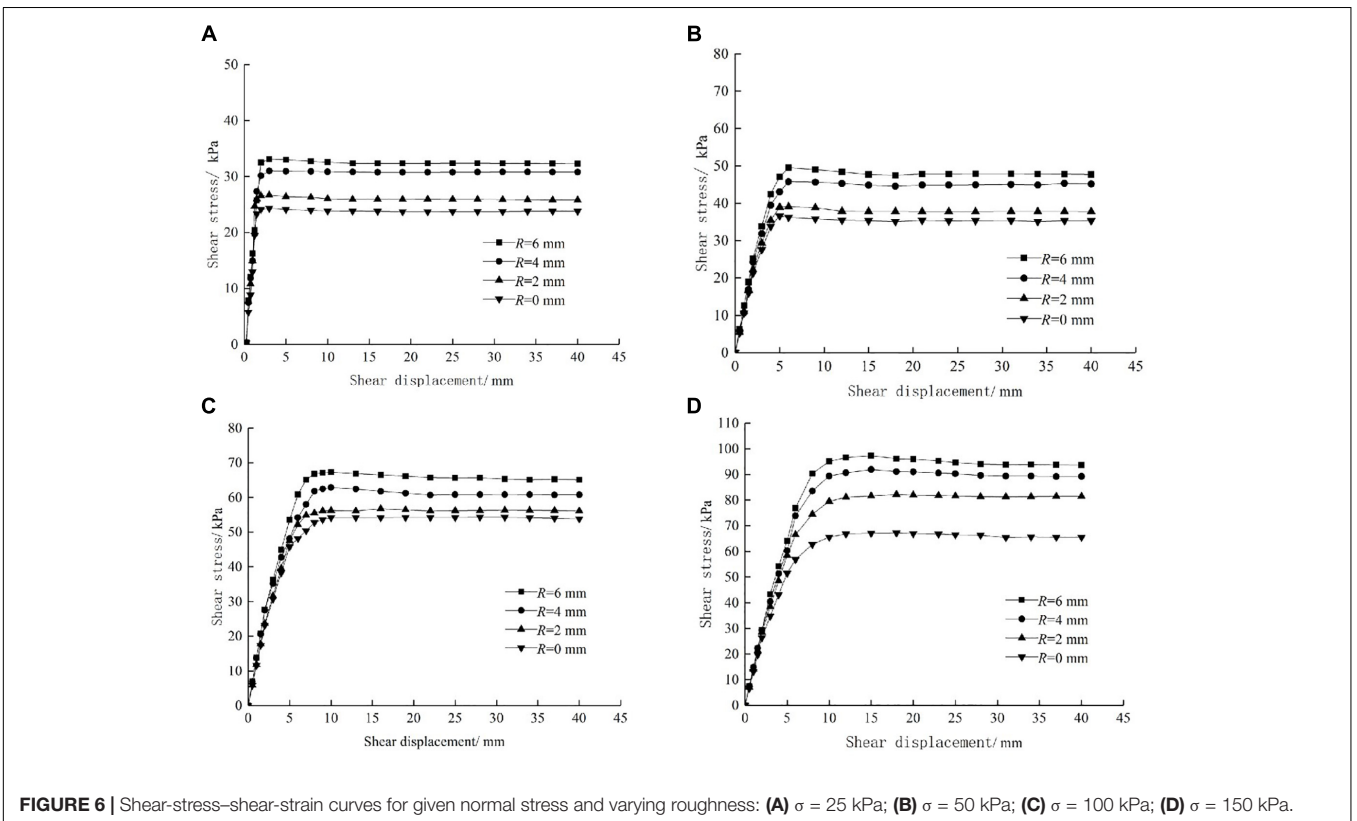 A
50
40
30
20
10
0
Shear stress/ kPa
R=6 mm
R=4 mm
R=2 mm
R=0 mm
0 5 10 15 20 25 30 35 40 45
Shear displacement/mm
B
80
70
60
50
40
30
20
10
0
Shear stress/ kPa
R=6 mm
R=4 mm
R=2 mm
R=0 mm
0 5 10 15 20 25 30 35 40 45
Shear displacement/mm
C
80
70
60
50
40
30
20
10
0
Shear stress/kPa
R=6 mm
R=4 mm
R=2 mm
R=0 mm
0 5 10 15 20 25 30 35 40 45
Shear displacement/mm
D
110
100
90
80
70
60
50
40
30
20
10
0
Shear stress/kPa
R=6 mm
R=4 mm
R=2 mm
R=0 mm
0 5 10 15 20 25 30 35 40 45
Shear displacement/mm
FIGURE 6 | Shear-stress–shear-strain curves for given normal stress and varying roughness: (A) σ = 25 kPa; (B) σ = 50 kPa; (C) σ = 100 kPa; (D) σ = 150 kPa.